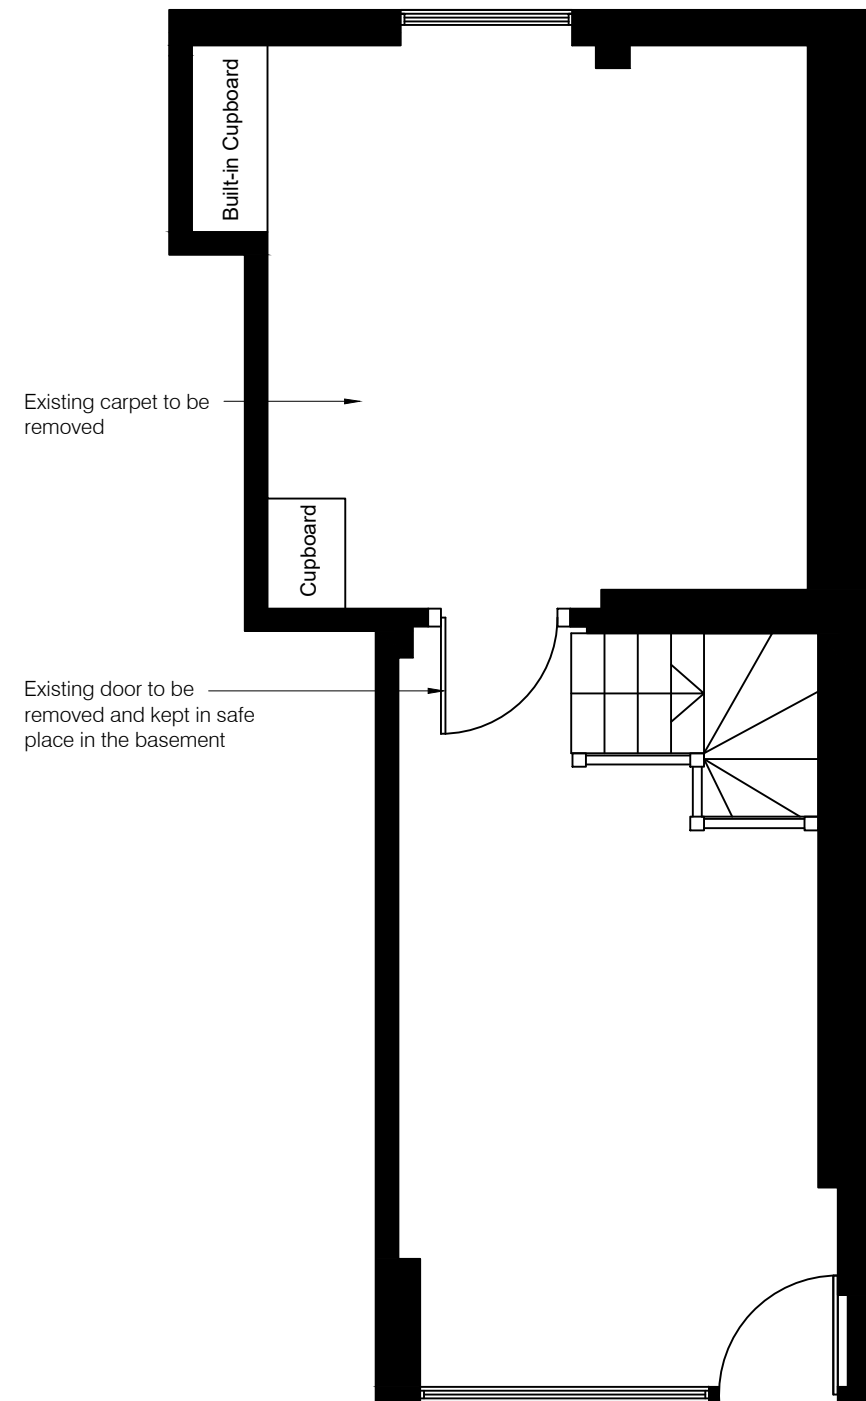 Built-in Cupboard
Existing carpet to be
removed
Cupboard
Existing door to be
removed and kept in safe
place in the basement